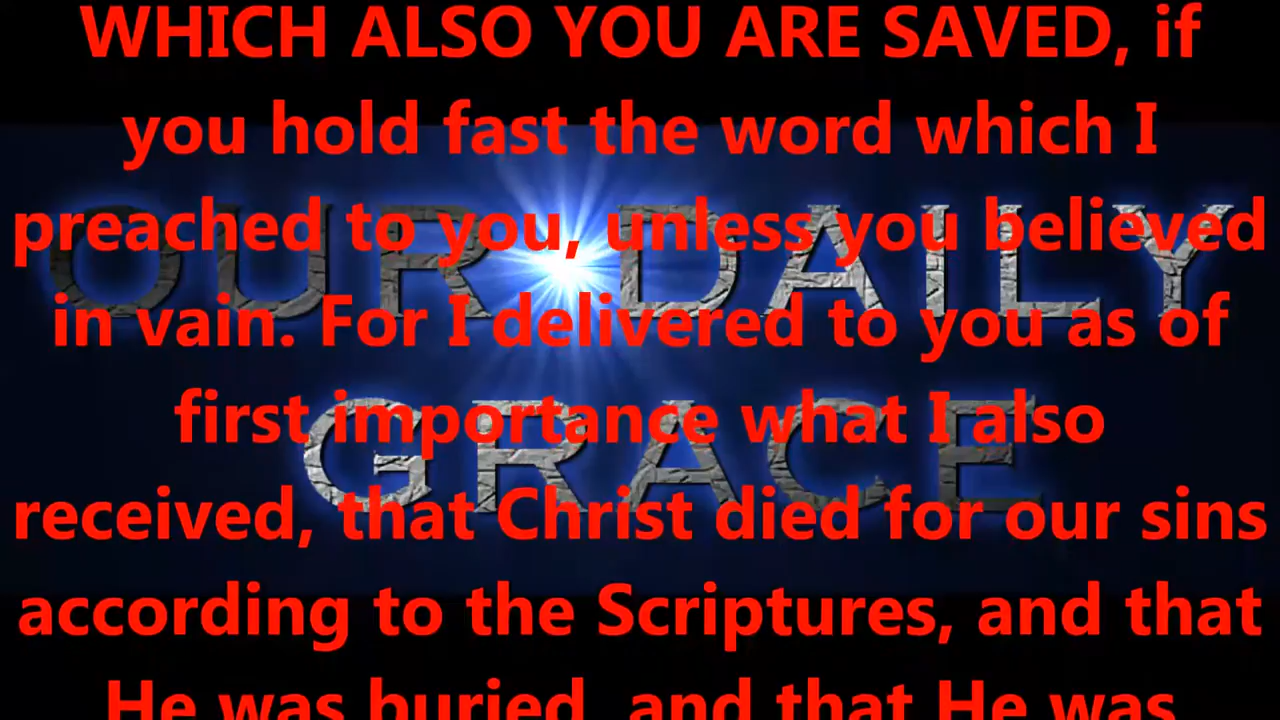 WHICH ALSO YOU ARE SAVED, if
you hold fast the word which I
preached to you, unless you believed
in vain. For I delivered to you as of
first importance what I also
received, that Christ died for our sins
according to the Scriptures, and that
He was buried, and that He was
OUR DAILY
GRACE